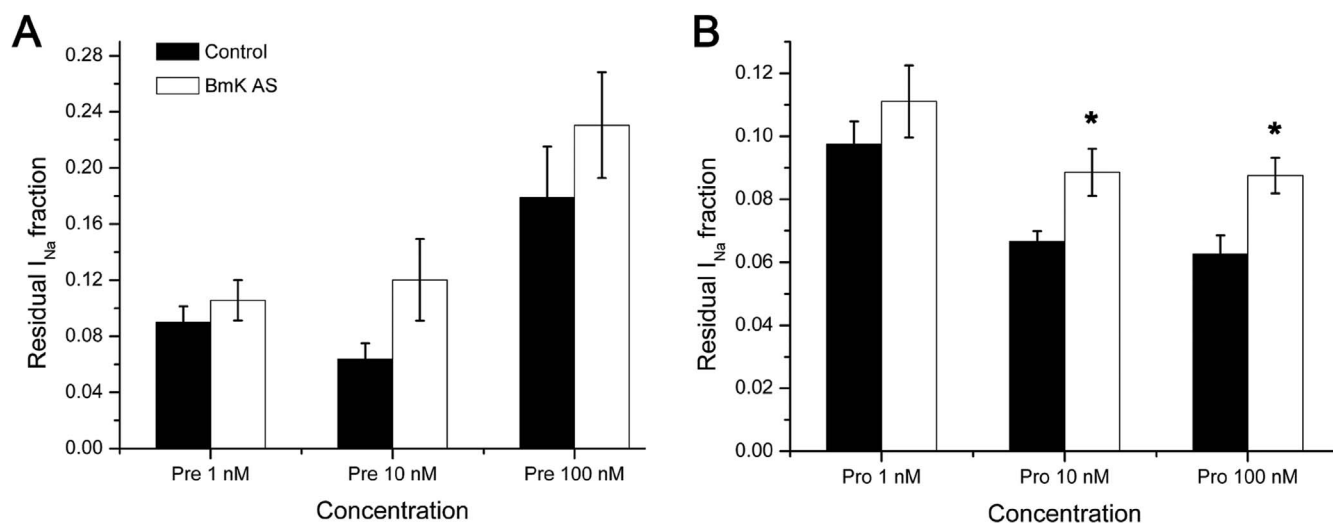 A
Control
BmK AS
Residual I_Na fraction
0.28
0.24
0.20
0.16
0.12
0.08
0.04
0.00
Pre 1 nM Pre 10 nM Pre 100 nM
Concentration
B
Residual I_Na fraction
0.12
0.10
0.08
0.06
0.04
0.02
0.00
* *
Pro 1 nM Pro 10 nM Pro 100 nM
Concentration